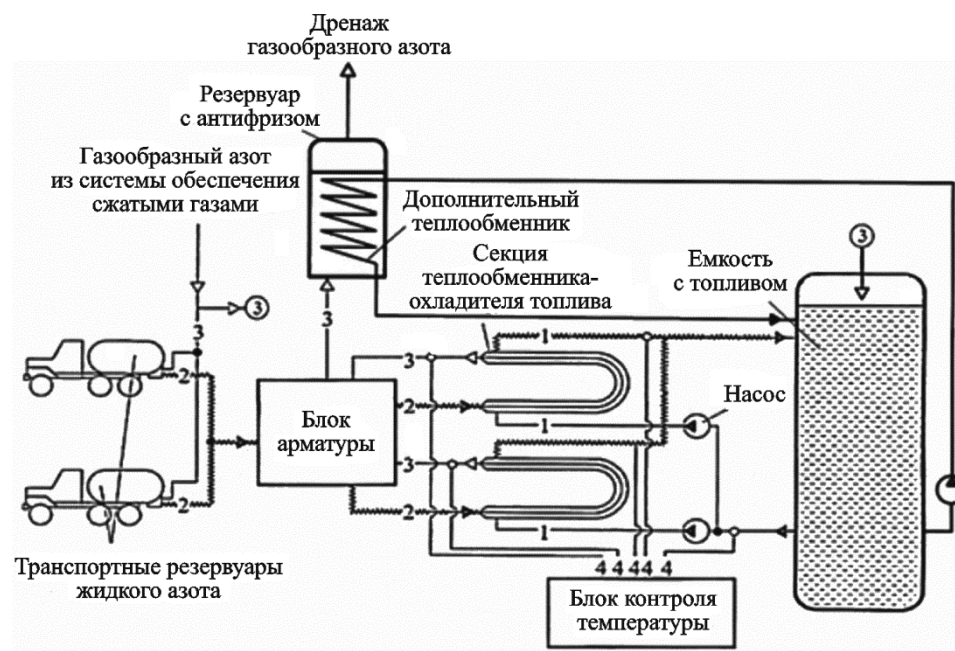 Дренаж
газообразного азота
Резервуар
с антифризом
Газообразный азот
из системы обеспечения
сжатыми газами
Дополнительный
теплообменник
Секция
теплообменника-
охладителя топлива
Емкость
с топливом
3
3
3
3
1
3
2
2
Блок
арматуры
Насос
1
3
2
2
1
4 4 4 4 4
Транспортные резервуары
жидкого азота
Блок контроля
температуры